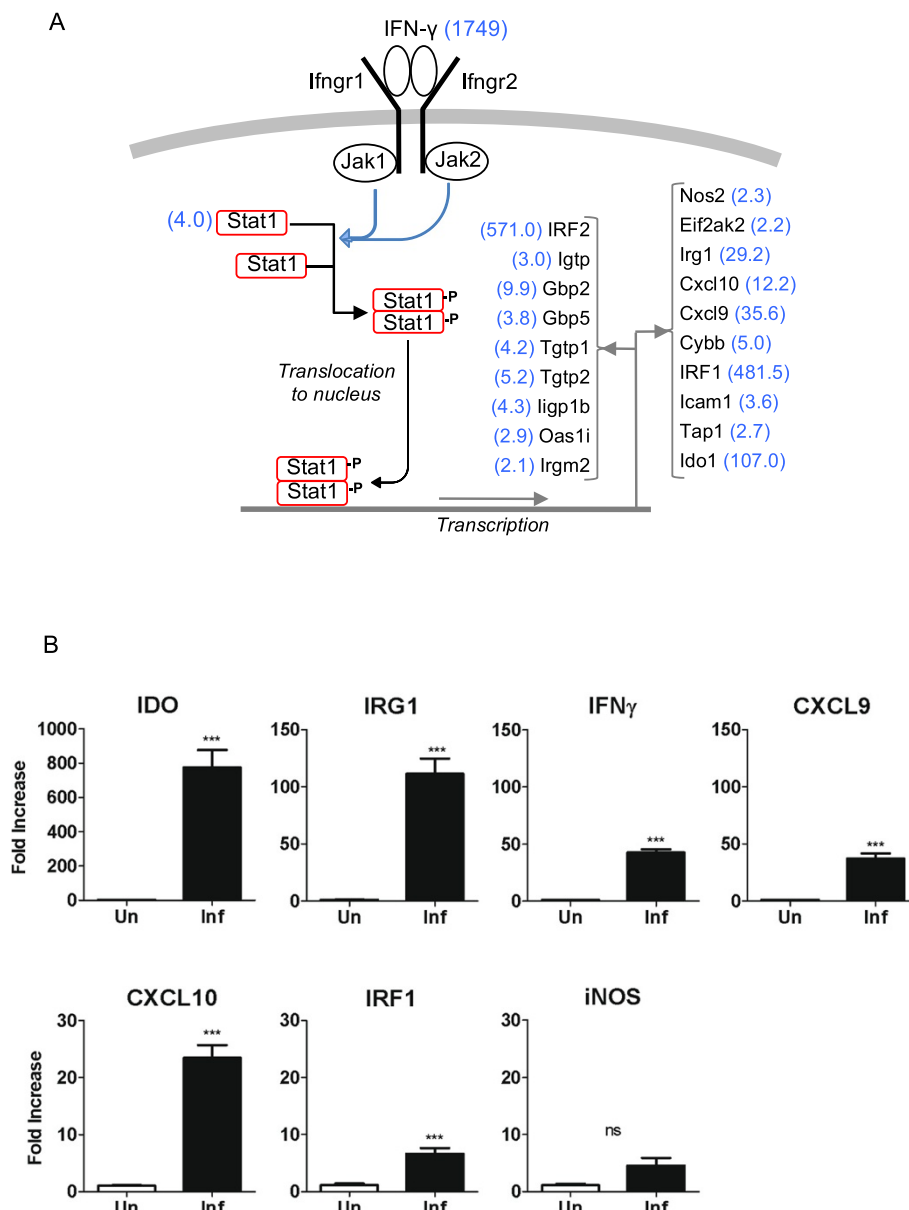 A
IFN-γ (1749)
Ifngr1
Ifngr2
Jak1
Jak2
(4.0) Stat1
Stat1
Stat1 -P
Stat1 -P
Translocation
to nucleus
Stat1 -P
Stat1 -P
Transcription
(571.0) IRF2
(3.0) Igtp
(9.9) Gbp2
(3.8) Gbp5
(4.2) Tgtp1
(5.2) Tgtp2
(4.3) Iigp1b
(2.9) Oas1i
(2.1) Irgm2
Nos2 (2.3)
Eif2ak2 (2.2)
Irg1 (29.2)
Cxcl10 (12.2)
Cxcl9 (35.6)
Cybb (5.0)
IRF1 (481.5)
Icam1 (3.6)
Tap1 (2.7)
Ido1 (107.0)
B
IDO
Fold Increase
1000
800
600
400
200
0
***
Un Inf
IRG1
150
100
50
0
***
Un Inf
IFNγ
150
100
50
0
***
Un Inf
CXCL9
150
100
50
0
***
Un Inf
CXCL10
Fold Increase
30
20
10
0
***
Un Inf
IRF1
30
20
10
0
***
Un Inf
iNOS
30
20
10
0
ns
Un Inf